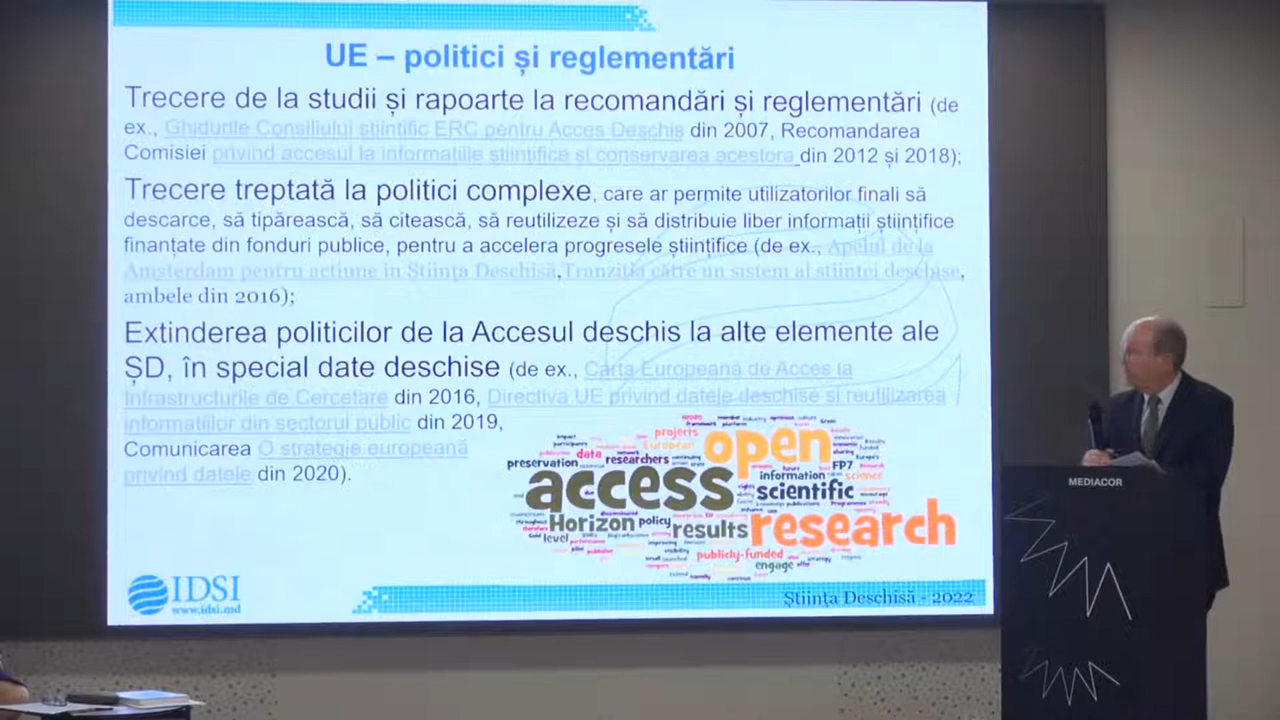 UE – politici și reglementări
Trecere de la studii și rapoarte la recomandări și reglementări (de
ex., Ghidurile Consiliului științific ERC pentru Acces Deschis din 2007, Recomandarea
Comisiei privind accesul la informațiile științifice și conservarea acestora din 2012 și 2018);
Trecere treptată la politici complexe, care ar permite utilizatorilor finali să
descarce, să tipărească, să citească, să reutilizeze și să distribuie liber informații științifice
finanțate din fonduri publice, pentru a accelera progresele științifice (de ex., Apelul de la
Amsterdam pentru acțiune în Știința Deschisă, Tranziția către un sistem al științei deschise,
ambele din 2016);
Extinderea politicilor de la Accesul deschis la alte elemente ale
ȘD, în special date deschise (de ex., Carta Europeană de Acces la
Infrastructurile de Cercetare din 2016, Directiva UE privind datele deschise și reutilizarea
informațiilor din sectorul public din 2019,
Comunicarea O strategie europeană
privind datele din 2020).
projects open
European
data researchers
preservation information FP7 science
access scientific
Horizon policy results research
level
publicly-funded
engage
IDSI
www.idsi.md
Știința Deschisă - 2022
MEDIACOR